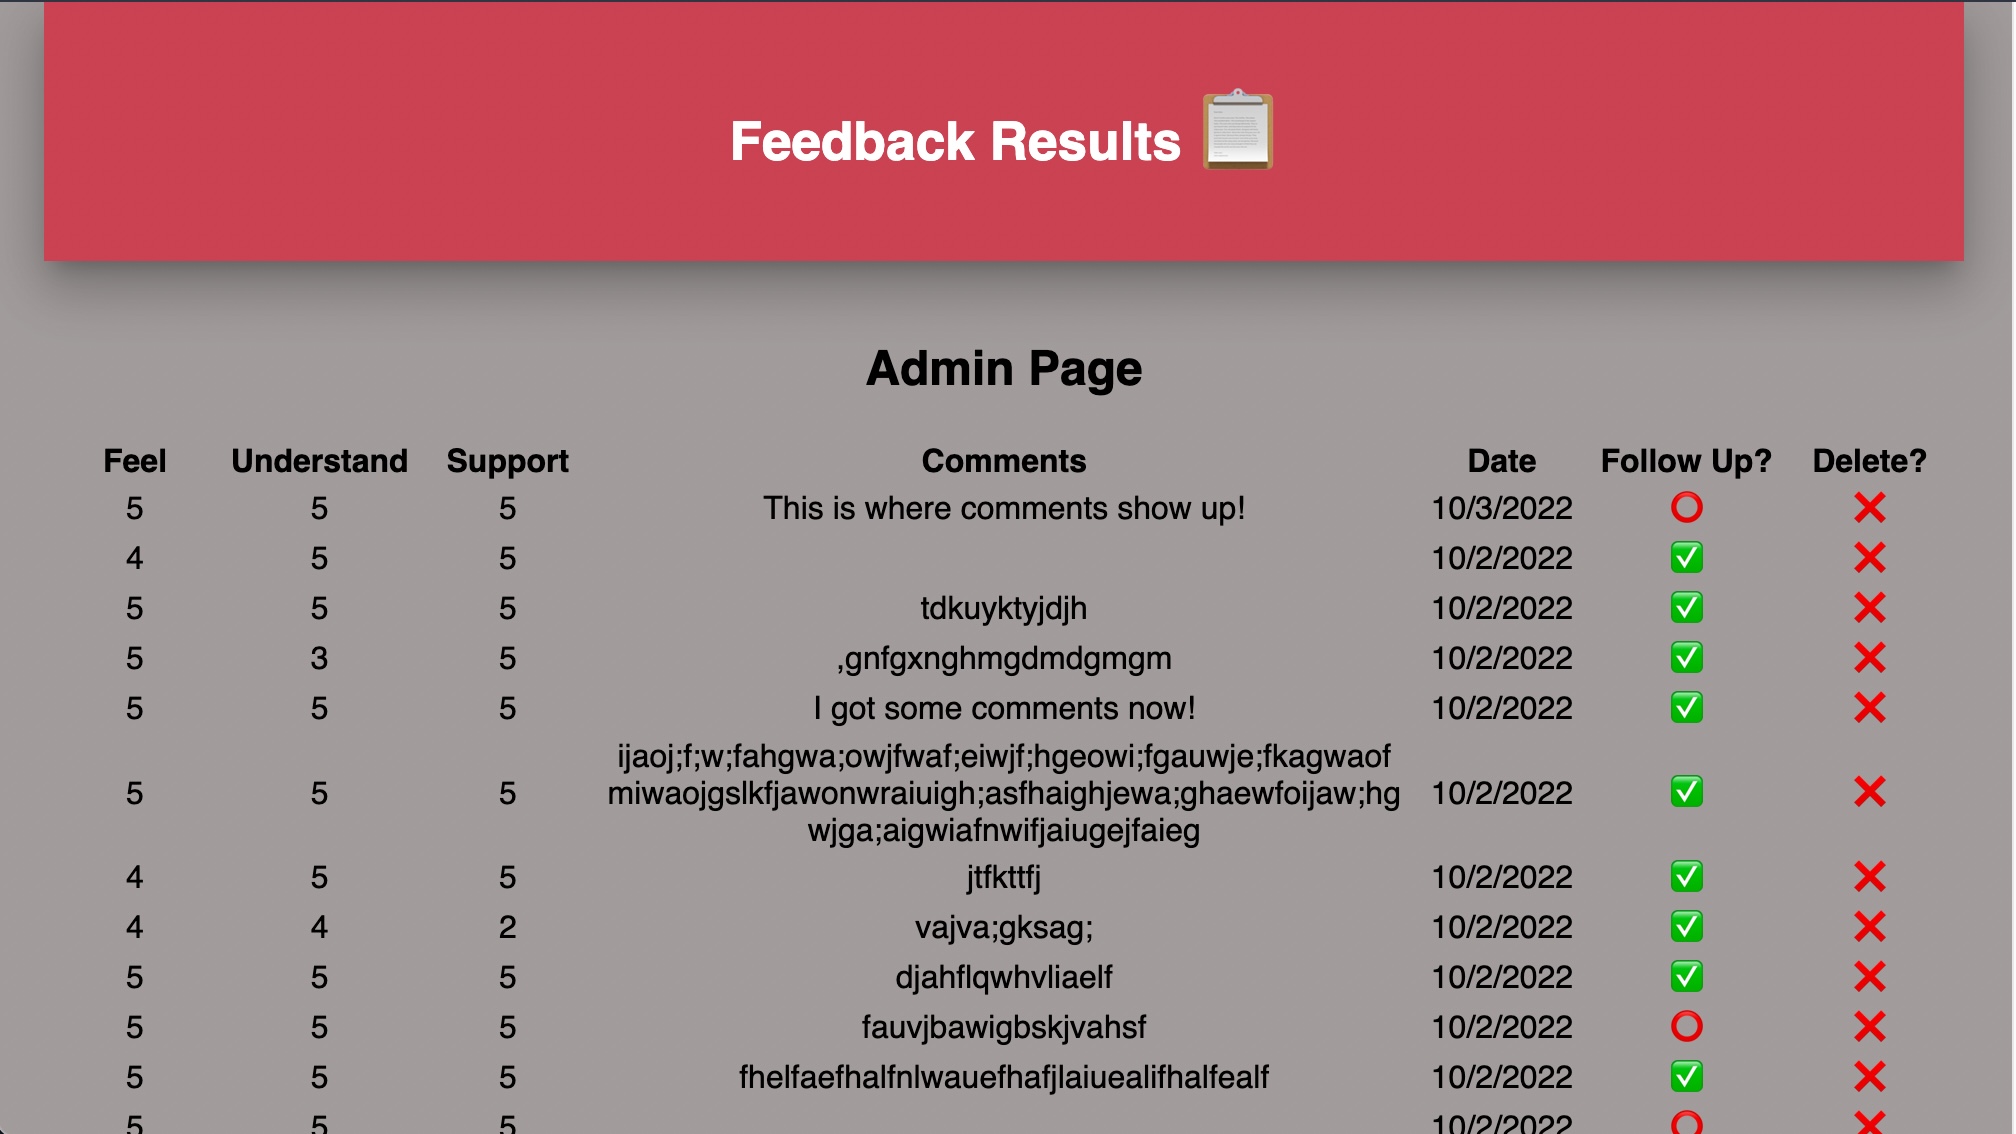 Feedback Results
Admin Page
Feel Understand Support Comments Date Follow Up? Delete?
5 5 5 This is where comments show up! 10/3/2022
4 5 5 10/2/2022
5 5 5 tdkuyktyjdjh 10/2/2022
5 3 5 ,gnfgxnghmgdmdgmgm 10/2/2022
5 5 5 I got some comments now! 10/2/2022
ijaoj;f;w;fahgwa;owjfwaf;eiwjf;hgeowi;fgauwje;fkagwaof
5 5 5 miwaojgslkfjawonwraiuigh;asfhaighjewa;ghaewfoijaw;hg 10/2/2022
wjga;aigwiafnwifjaiugejfaieg
4 5 5 jtfkttfj 10/2/2022
4 4 2 vajva;gksag; 10/2/2022
5 5 5 djahflqwhvliaelf 10/2/2022
5 5 5 fauvjbawigbskjvahsf 10/2/2022
5 5 5 fhelfaefhalfnlwauefhafjlaiuealifhalfealf 10/2/2022
5 5 5 10/2/2022